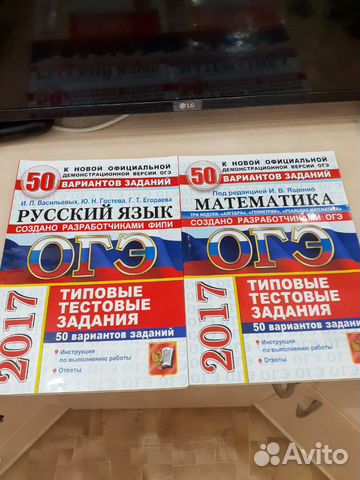 LG
50
К НОВОЙ ОФИЦИАЛЬНОЙ
ДЕМОНСТРАЦИОННОЙ ВЕРСИИ ОГЭ
ВАРИАНТОВ ЗАДАНИЙ
И. П. Васильевых, Ю. Н. Гостева, Г. Т. Егораева
РУССКИЙ ЯЗЫК
СОЗДАНО РАЗРАБОТЧИКАМИ ФИПИ
ОГЭ
2017
ТИПОВЫЕ
ТЕСТОВЫЕ
ЗАДАНИЯ
50 вариантов заданий
Инструкция
по выполнению работы
Ответы
50
К НОВОЙ ОФИЦИАЛЬНОЙ
ДЕМОНСТРАЦИОННОЙ ВЕРСИИ ОГЭ
ВАРИАНТОВ ЗАДАНИЙ
Под редакцией И. В. Ященко
МАТЕМАТИКА
ТРИ МОДУЛЯ: «АЛГЕБРА», «ГЕОМЕТРИЯ», «РЕАЛЬНАЯ МАТЕМАТИКА»
СОЗДАНО РАЗРАБОТЧИКАМИ ОГЭ
ОГЭ
2017
ТИПОВЫЕ
ТЕСТОВЫЕ
ЗАДАНИЯ
50 вариантов заданий
Инструкция
по выполнению работы
Ответы
Avito